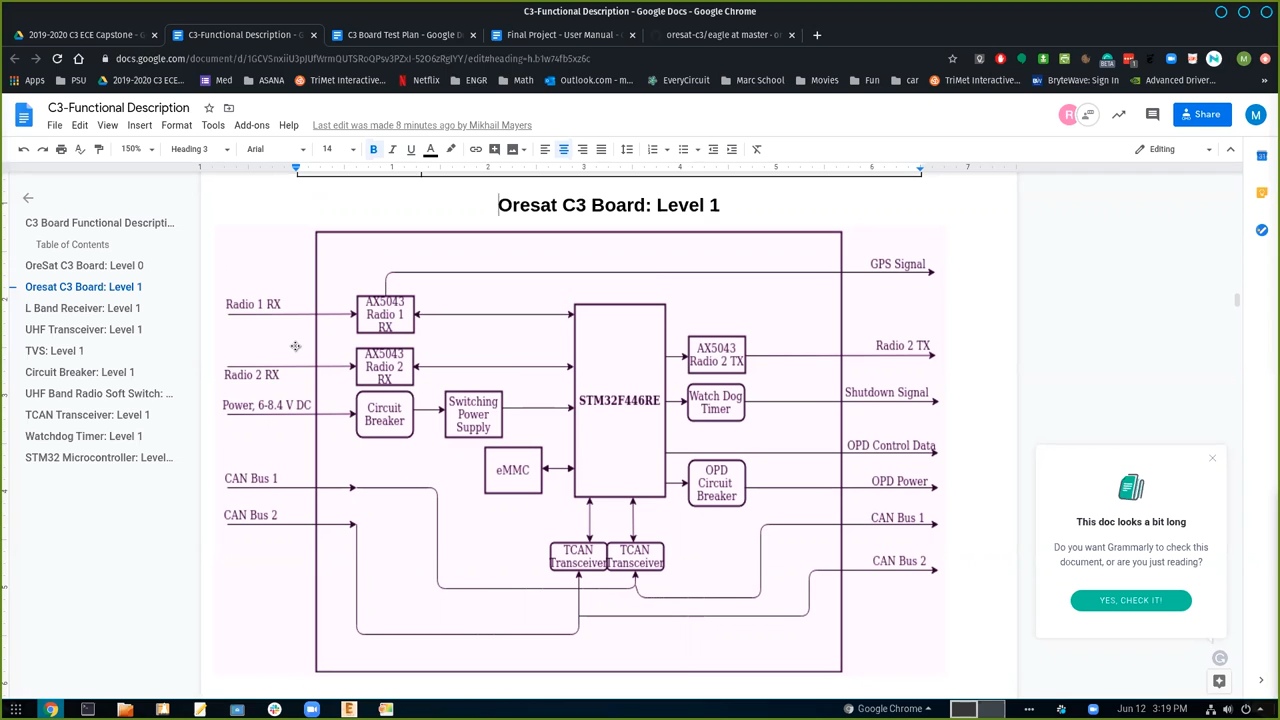 C3-Functional Description - Google Docs - Google Chrome
2019-2020 C3 ECE Capstone - G
C3-Functional Description - Google
C3 Board Test Plan - Google D
Final Project - User Manual -
oresat-c3/eagle at master · or
Apps
PSU
2019-2020 C3 ECE...
Med
ASANA
TriMet Interactive...
Netflix
ENGR
Math
Outlook.com - m...
EveryCircuit
Marc School
Movies
Fun
car
TriMet Interactive...
ByteWave: Sign In
Advanced Driver...
C3-Functional Description
File Edit View Insert Format Tools Add-ons Help
Last edit was made 8 minutes ago by Mikhail Mayers
Share
M
150%
Heading 3
Arial
14
Editing
C3 Board Functional Descripti...
Table of Contents
OreSat C3 Board: Level 0
Oresat C3 Board: Level 1
L Band Receiver: Level 1
UHF Transceiver: Level 1
TVS: Level 1
Circuit Breaker: Level 1
UHF Band Radio Soft Switch: ...
TCAN Transceiver: Level 1
Watchdog Timer: Level 1
STM32 Microcontroller: Level...
Oresat C3 Board: Level 1
GPS Signal
Radio 1 RX
AX5043
Radio 1
RX
Radio 2 RX
AX5043
Radio 2
RX
Power, 6-8.4 V DC
Circuit
Breaker
Switching
Power
Supply
eMMC
STM32F446RE
AX5043
Radio 2 TX
Radio 2 TX
Watch Dog
Timer
Shutdown Signal
OPD Control Data
OPD
Circuit
Breaker
OPD Power
CAN Bus 1
CAN Bus 2
CAN Bus 1
CAN Bus 2
TCAN
Transceiver
TCAN
Transceiver
This doc looks a bit long
Do you want Grammarly to check this
document, or are you just reading?
YES, CHECK IT!
Google Chrome
Jun 12 3:19 PM